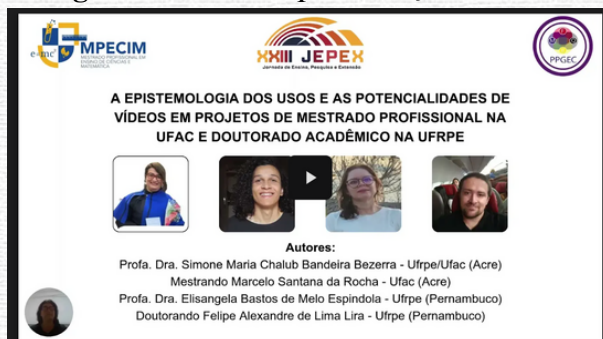 MPECIM
MESTRADO PROFISSIONAL EM
ENSINO DE CIÊNCIAS E
MATEMÁTICA
XXIII JEPEX
Jornada de Ensino, Pesquisa e Extensão
PPGEC
A EPISTEMOLOGIA DOS USOS E AS POTENCIALIDADES DE
VÍDEOS EM PROJETOS DE MESTRADO PROFISSIONAL NA
UFAC E DOUTORADO ACADÊMICO NA UFRPE
Autores:
Profa. Dra. Simone Maria Chalub Bandeira Bezerra - Ufrpe/Ufac (Acre)
Mestrando Marcelo Santana da Rocha - Ufac (Acre)
Profa. Dra. Elisangela Bastos de Melo Espindola - Ufrpe (Pernambuco)
Doutorando Felipe Alexandre de Lima Lira - Ufrpe (Pernambuco)